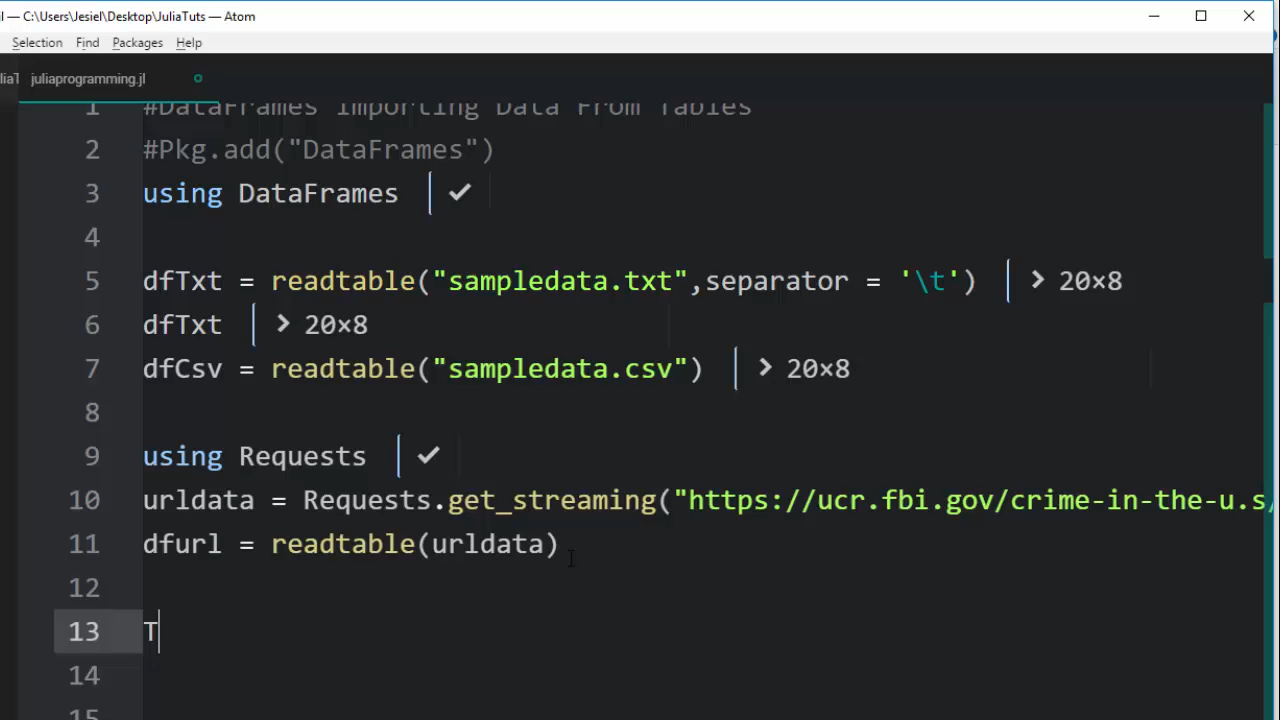 l — C:\Users\Jesiel\Desktop\JuliaTuts — Atom
Selection Find Packages Help
liaT juliaprogramming.jl
1 #DataFrames Importing Data From Tables
2 #Pkg.add("DataFrames")
3 using DataFrames
4
5 dfTxt = readtable("sampledata.txt",separator = '\t') > 20×8
6 dfTxt > 20×8
7 dfCsv = readtable("sampledata.csv") > 20×8
8
9 using Requests
10 urldata = Requests.get_streaming("https://ucr.fbi.gov/crime-in-the-u.s/
11 dfurl = readtable(urldata)
12
13 T
14
15